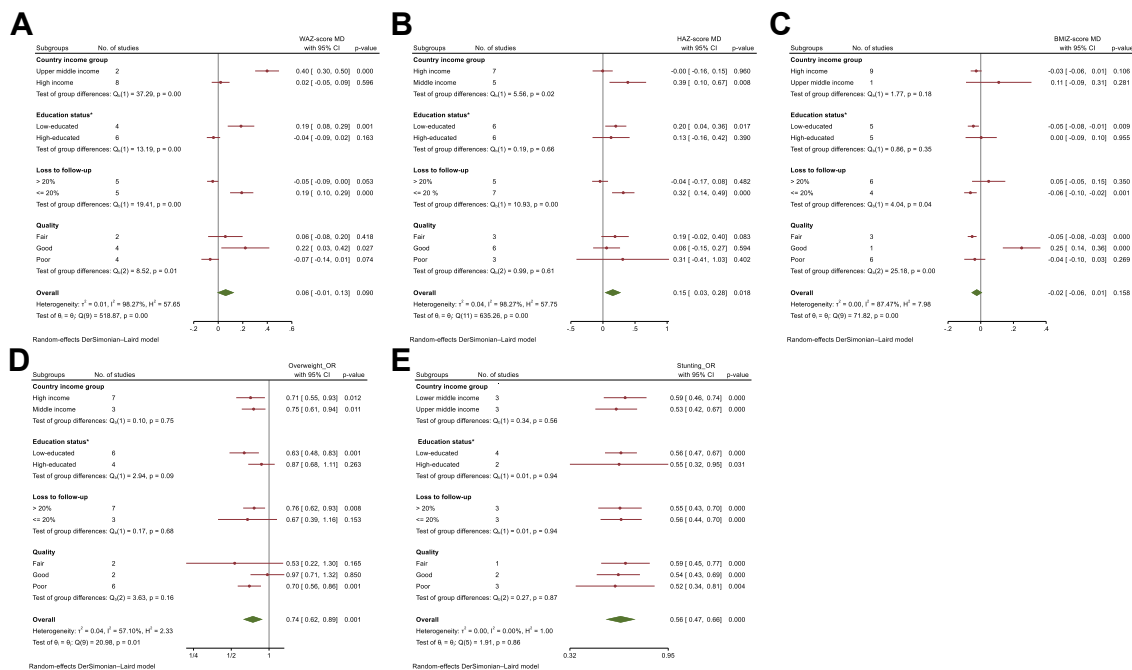 A
WAZ-score MD
Subgroups No. of studies with 95% CI p-value
Country income group
Upper middle income 2 0.40 [ 0.30, 0.50] 0.000
High income 8 0.02 [-0.05, 0.09] 0.596
Test of group differences: Qb(1) = 37.29, p = 0.00
Education status*
Low-educated 4 0.19 [ 0.08, 0.29] 0.001
High-educated 6 -0.04 [-0.09, 0.02] 0.163
Test of group differences: Qb(1) = 13.19, p = 0.00
Loss to follow-up
> 20% 5 -0.05 [-0.09, 0.00] 0.053
<= 20% 5 0.19 [ 0.10, 0.29] 0.000
Test of group differences: Qb(1) = 19.41, p = 0.00
Quality
Fair 2 0.06 [-0.08, 0.20] 0.418
Good 4 0.22 [ 0.03, 0.42] 0.027
Poor 4 -0.07 [-0.14, 0.01] 0.074
Test of group differences: Qb(2) = 8.52, p = 0.01
Overall 0.06 [-0.01, 0.13] 0.090
Heterogeneity: τ² = 0.01, I² = 98.27%, H² = 57.65
Test of θi = θj: Q(9) = 518.87, p = 0.00
-.2 0 .2 .4 .6
Random-effects DerSimonian–Laird model
B
HAZ-score MD
Subgroups No. of studies with 95% CI p-value
Country income group
High income 7 -0.00 [-0.16, 0.15] 0.960
Middle income 5 0.39 [ 0.10, 0.67] 0.008
Test of group differences: Qb(1) = 5.56, p = 0.02
Education status*
Low-educated 6 0.20 [ 0.04, 0.36] 0.017
High-educated 6 0.13 [-0.16, 0.42] 0.390
Test of group differences: Qb(1) = 0.19, p = 0.66
Loss to follow-up
> 20% 5 -0.04 [-0.17, 0.08] 0.482
<= 20 % 7 0.32 [ 0.14, 0.49] 0.000
Test of group differences: Qb(1) = 10.93, p = 0.00
Quality
Fair 3 0.19 [-0.02, 0.40] 0.083
Good 6 0.06 [-0.15, 0.27] 0.594
Poor 3 0.31 [-0.41, 1.03] 0.402
Test of group differences: Qb(2) = 0.99, p = 0.61
Overall 0.15 [ 0.03, 0.28] 0.018
Heterogeneity: τ² = 0.04, I² = 98.27%, H² = 57.75
Test of θi = θj: Q(11) = 635.26, p = 0.00
-.5 0 .5 1
Random-effects DerSimonian–Laird model
C
BMIZ-score MD
Subgroups No. of studies with 95% CI p-value
Country income group
High income 9 -0.03 [-0.06, 0.01] 0.106
Upper middle income 1 0.11 [-0.09, 0.31] 0.281
Test of group differences: Qb(1) = 1.77, p = 0.18
Education status*
Low-educated 5 -0.05 [-0.08, -0.01] 0.009
High-educated 5 0.00 [-0.09, 0.10] 0.955
Test of group differences: Qb(1) = 0.86, p = 0.35
Loss to follow-up
> 20% 6 0.05 [-0.05, 0.15] 0.350
<= 20% 4 -0.06 [-0.10, -0.02] 0.001
Test of group differences: Qb(1) = 4.04, p = 0.04
Quality
Fair 3 -0.05 [-0.08, -0.03] 0.000
Good 1 0.25 [ 0.14, 0.36] 0.000
Poor 6 -0.04 [-0.10, 0.03] 0.269
Test of group differences: Qb(2) = 25.18, p = 0.00
Overall -0.02 [-0.06, 0.01] 0.158
Heterogeneity: τ² = 0.00, I² = 87.47%, H² = 7.98
Test of θi = θj: Q(9) = 71.82, p = 0.00
-.2 0 .2 .4
Random-effects DerSimonian–Laird model
D
Overweight_OR
Subgroups No. of studies with 95% CI p-value
Country income group
High income 7 0.71 [ 0.55, 0.93] 0.012
Middle income 3 0.75 [ 0.61, 0.94] 0.011
Test of group differences: Qb(1) = 0.10, p = 0.75
Education status*
Low-educated 6 0.63 [ 0.48, 0.83] 0.001
High-educated 4 0.87 [ 0.68, 1.11] 0.263
Test of group differences: Qb(1) = 2.94, p = 0.09
Loss to follow-up
> 20% 7 0.76 [ 0.62, 0.93] 0.008
<= 20% 3 0.67 [ 0.39, 1.16] 0.153
Test of group differences: Qb(1) = 0.17, p = 0.68
Quality
Fair 2 0.53 [ 0.22, 1.30] 0.165
Good 2 0.97 [ 0.71, 1.32] 0.850
Poor 6 0.70 [ 0.56, 0.86] 0.001
Test of group differences: Qb(2) = 3.63, p = 0.16
Overall 0.74 [ 0.62, 0.89] 0.001
Heterogeneity: τ² = 0.04, I² = 57.10%, H² = 2.33
Test of θi = θj: Q(9) = 20.98, p = 0.01
1/4 1/2 1
Random-effects DerSimonian–Laird model
E
Stunting_OR
Subgroups No. of studies with 95% CI p-value
Country income group
Lower middle income 3 0.59 [ 0.46, 0.74] 0.000
Upper middle income 3 0.53 [ 0.42, 0.67] 0.000
Test of group differences: Qb(1) = 0.34, p = 0.56
Education status*
Low-educated 4 0.56 [ 0.47, 0.67] 0.000
High-educated 2 0.55 [ 0.32, 0.95] 0.031
Test of group differences: Qb(1) = 0.01, p = 0.94
Loss to follow-up
> 20% 3 0.55 [ 0.43, 0.70] 0.000
<= 20% 3 0.56 [ 0.44, 0.70] 0.000
Test of group differences: Qb(1) = 0.01, p = 0.94
Quality
Fair 1 0.59 [ 0.45, 0.77] 0.000
Good 2 0.54 [ 0.43, 0.69] 0.000
Poor 3 0.52 [ 0.34, 0.81] 0.004
Test of group differences: Qb(2) = 0.27, p = 0.87
Overall 0.56 [ 0.47, 0.66] 0.000
Heterogeneity: τ² = 0.00, I² = 0.00%, H² = 1.00
Test of θi = θj: Q(5) = 1.91, p = 0.86
0.32 0.95
Random-effects DerSimonian–Laird model